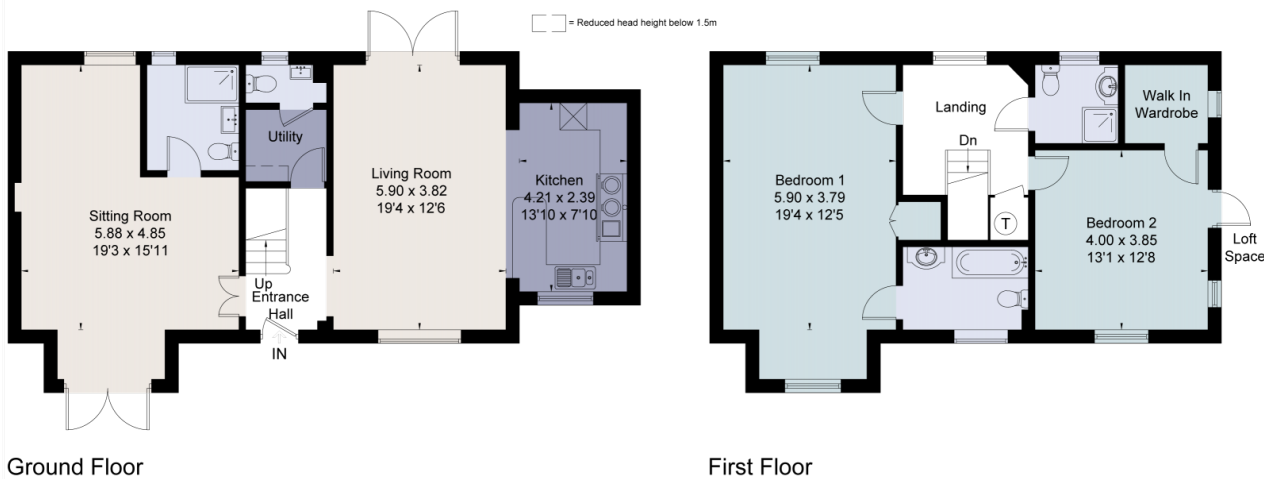 = Reduced head height below 1.5m
Utility
Living Room
5.90 x 3.82
19'4 x 12'6
Kitchen
4.21 x 2.39
13'10 x 7'10
Sitting Room
5.88 x 4.85
19'3 x 15'11
Up
Entrance
Hall
IN
Ground Floor
Landing
Dn
Walk In
Wardrobe
Bedroom 1
5.90 x 3.79
19'4 x 12'5
T
Bedroom 2
4.00 x 3.85
13'1 x 12'8
Loft
Space
First Floor